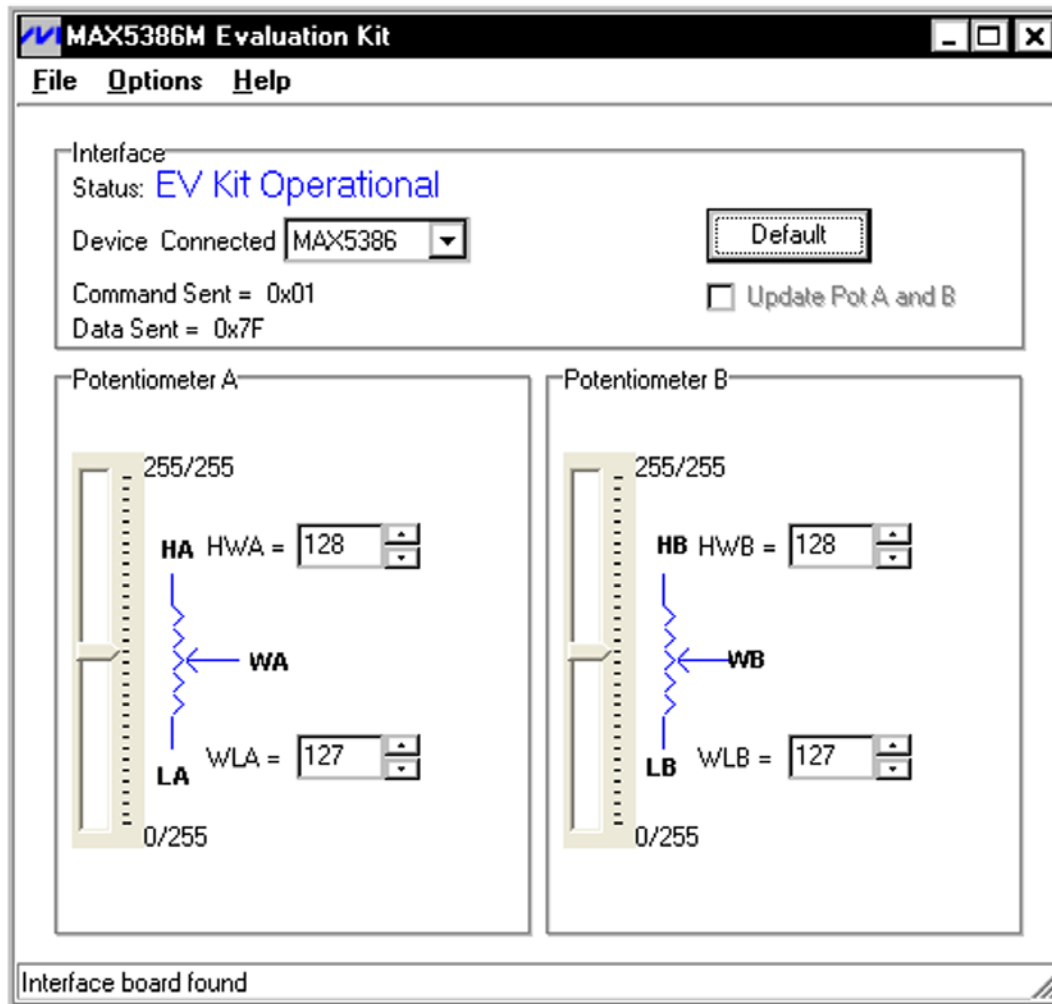 MAX5386M Evaluation Kit
File Options Help
Interface
Status: EV Kit Operational
Device Connected MAX5386
Default
Command Sent = 0x01
Update Pot A and B
Data Sent = 0x7F
Potentiometer A
255/255
HA HWA = 128
WA
WLA = 127
LA
0/255
Potentiometer B
255/255
HB HWB = 128
WB
LB WLB = 127
0/255
Interface board found